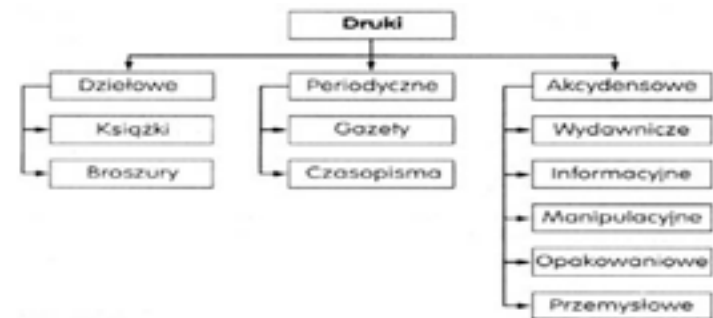 Druki
Dziełowe
Książki
Broszury
Periodyczne
Gazety
Czasopisma
Akcydensowe
Wydawnicze
Informacyjne
Manipulacyjne
Opakowaniowe
Przemysłowe